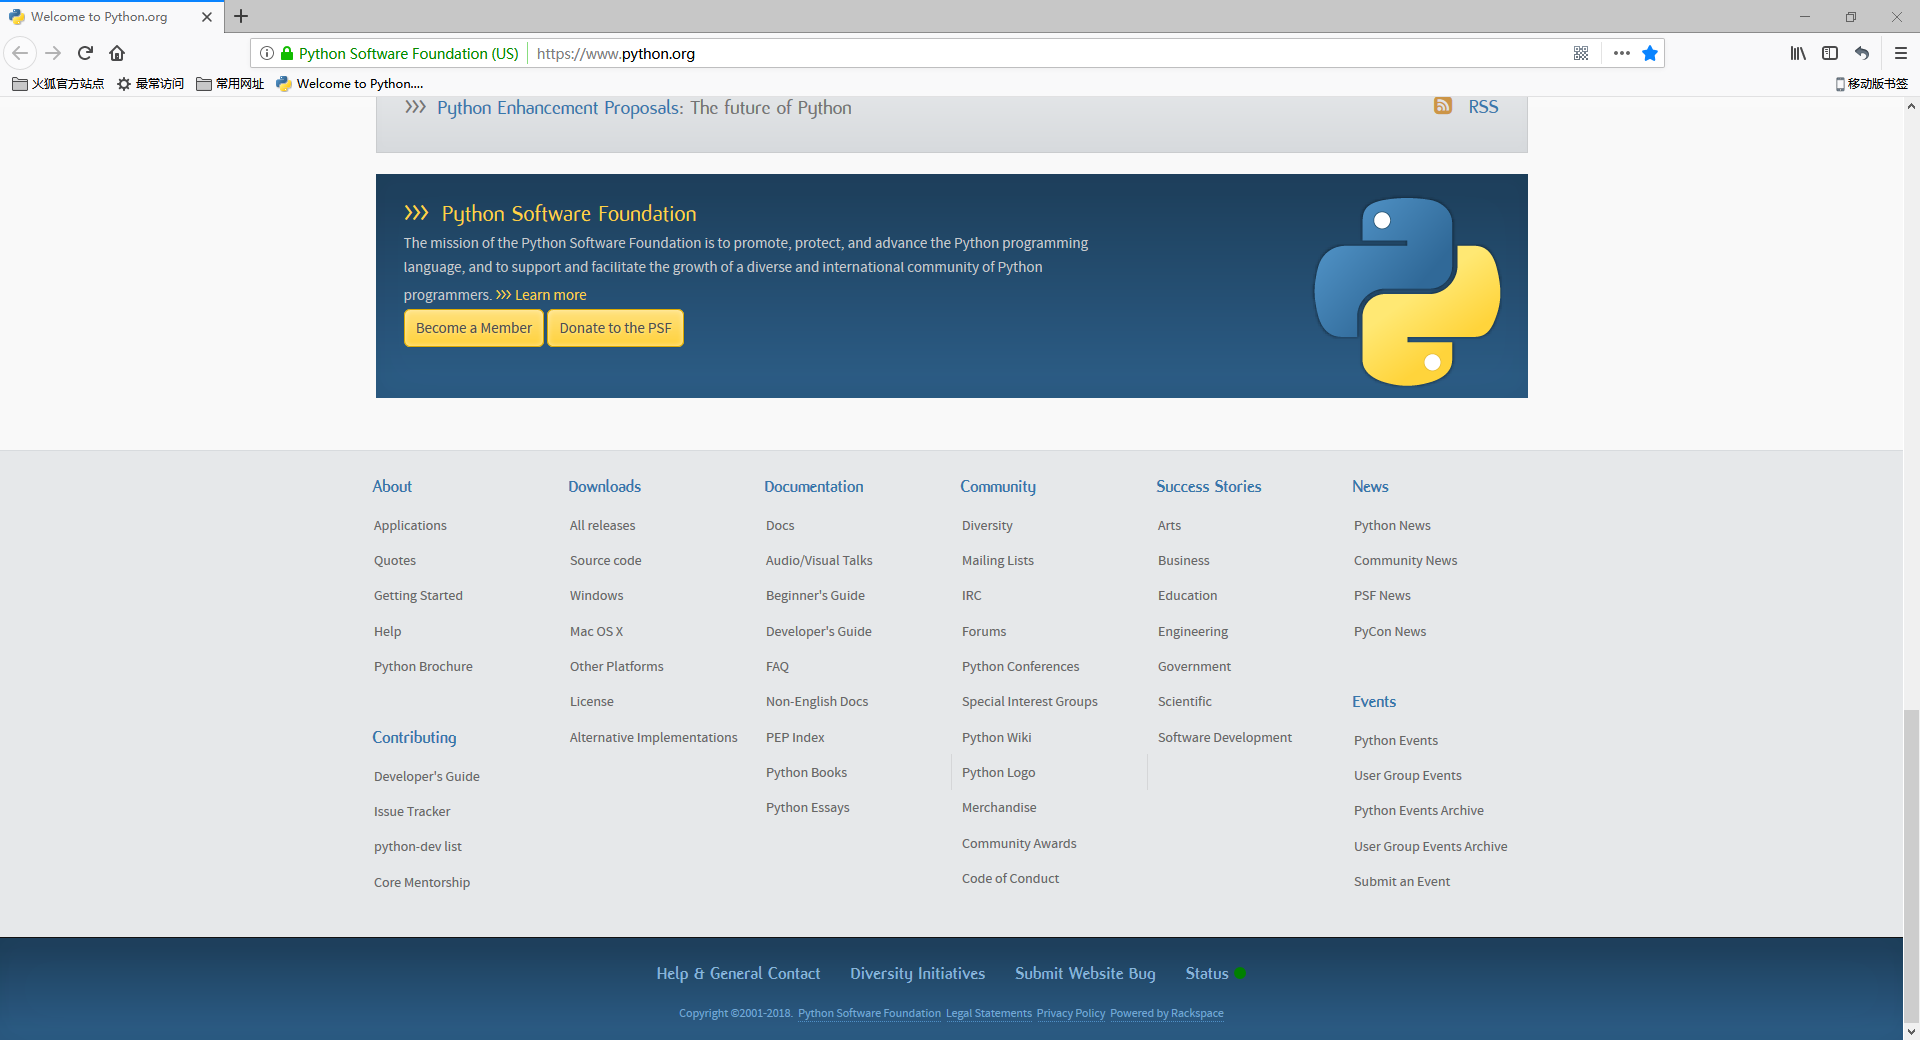 Welcome to Python.org
Python Software Foundation (US) https://www.python.org
火狐官方站点 最常访问 常用网址 Welcome to Python.... 移动版书签
Python Enhancement Proposals: The future of Python RSS
Python Software Foundation
The mission of the Python Software Foundation is to promote, protect, and advance the Python programming
language, and to support and facilitate the growth of a diverse and international community of Python
programmers. Learn more
Become a Member Donate to the PSF
About
Applications
Quotes
Getting Started
Help
Python Brochure
Contributing
Developer's Guide
Issue Tracker
python-dev list
Core Mentorship
Downloads
All releases
Source code
Windows
Mac OS X
Other Platforms
License
Alternative Implementations
Documentation
Docs
Audio/Visual Talks
Beginner's Guide
Developer's Guide
FAQ
Non-English Docs
PEP Index
Python Books
Python Essays
Community
Diversity
Mailing Lists
IRC
Forums
Python Conferences
Special Interest Groups
Python Wiki
Python Logo
Merchandise
Community Awards
Code of Conduct
Success Stories
Arts
Business
Education
Engineering
Government
Scientific
Software Development
News
Python News
Community News
PSF News
PyCon News
Events
Python Events
User Group Events
Python Events Archive
User Group Events Archive
Submit an Event
Help & General Contact Diversity Initiatives Submit Website Bug Status
Copyright ©2001-2018. Python Software Foundation Legal Statements Privacy Policy Powered by Rackspace